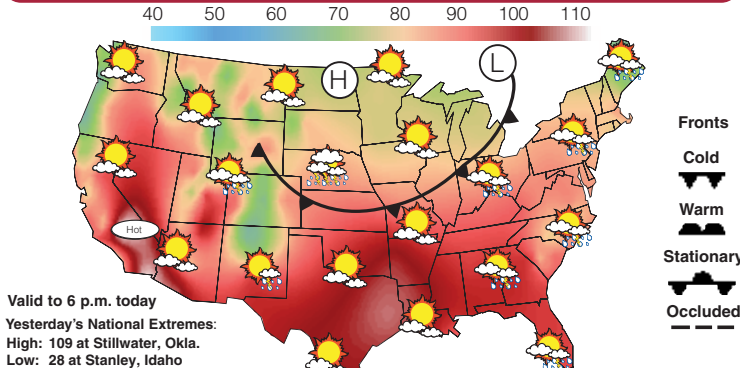 40 50 60 70 80 90 100 110
H
L
Hot
Fronts
Cold
Warm
Stationary
Occluded
Valid to 6 p.m. today
Yesterday's National Extremes:
High: 109 at Stillwater, Okla.
Low: 28 at Stanley, Idaho